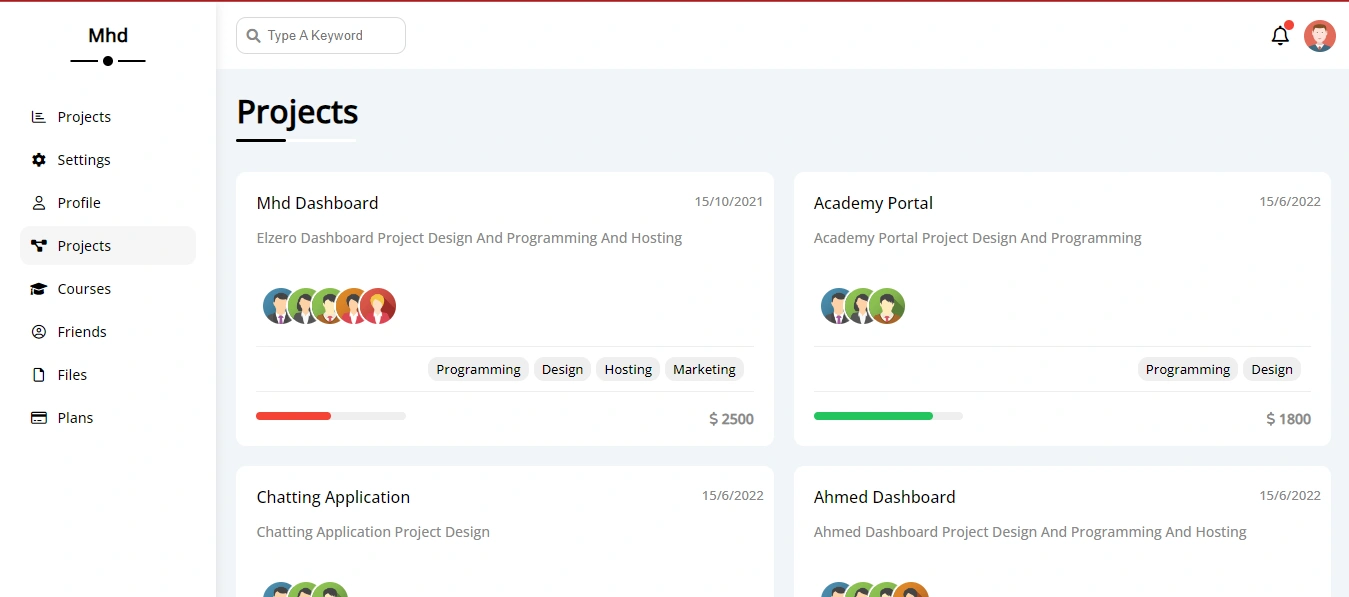 Mhd
Type A Keyword
Projects
Settings
Profile
Projects
Courses
Friends
Files
Plans
Projects
Mhd Dashboard
15/10/2021
Elzero Dashboard Project Design And Programming And Hosting
Programming Design Hosting Marketing
$ 2500
Academy Portal
15/6/2022
Academy Portal Project Design And Programming
Programming Design
$ 1800
Chatting Application
15/6/2022
Chatting Application Project Design
Ahmed Dashboard
15/6/2022
Ahmed Dashboard Project Design And Programming And Hosting